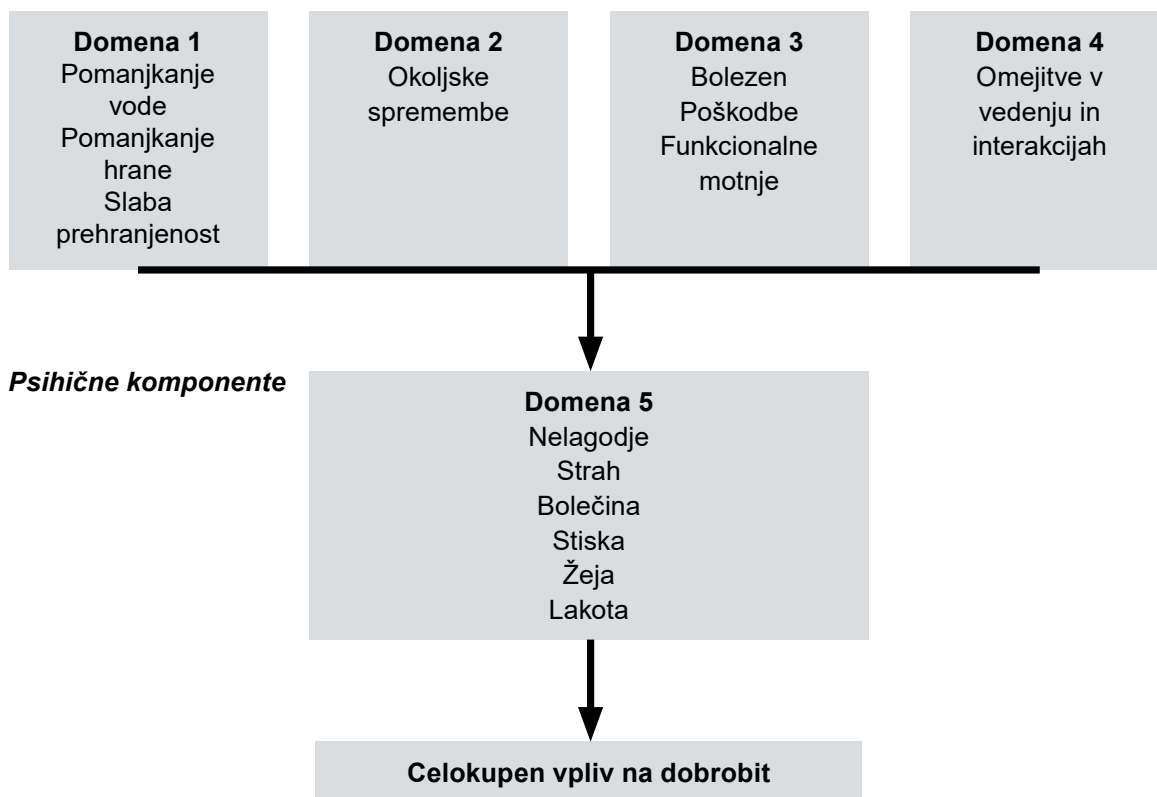 Domena 1
Pomanjkanje
vode
Pomanjkanje
hrane
Slaba
prehranjenost
Domena 2
Okoljske
spremembe
Domena 3
Bolezen
Poškodbe
Funkcionalne
motnje
Domena 4
Omejitve v
vedenju in
interakcijah
Psihične komponente
Domena 5
Nelagodje
Strah
Bolečina
Stiska
Žeja
Lakota
Celokupen vpliv na dobrobit